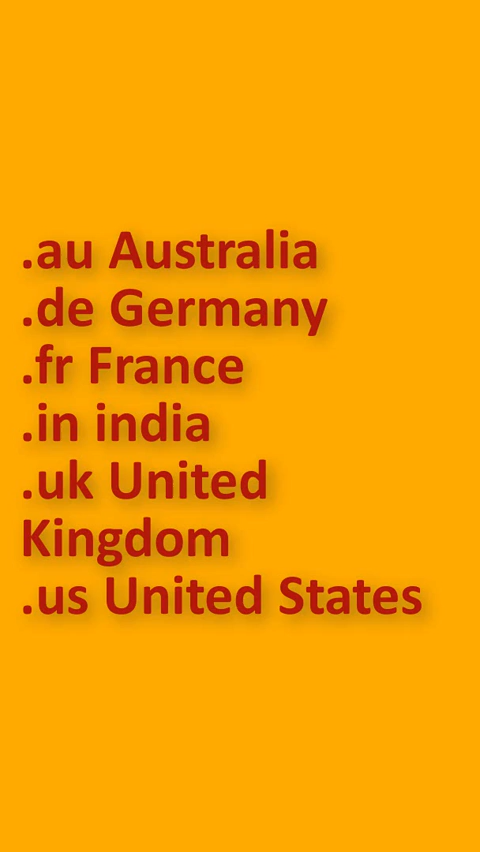 .au Australia
.de Germany
.fr France
.in india
.uk United
Kingdom
.us United States